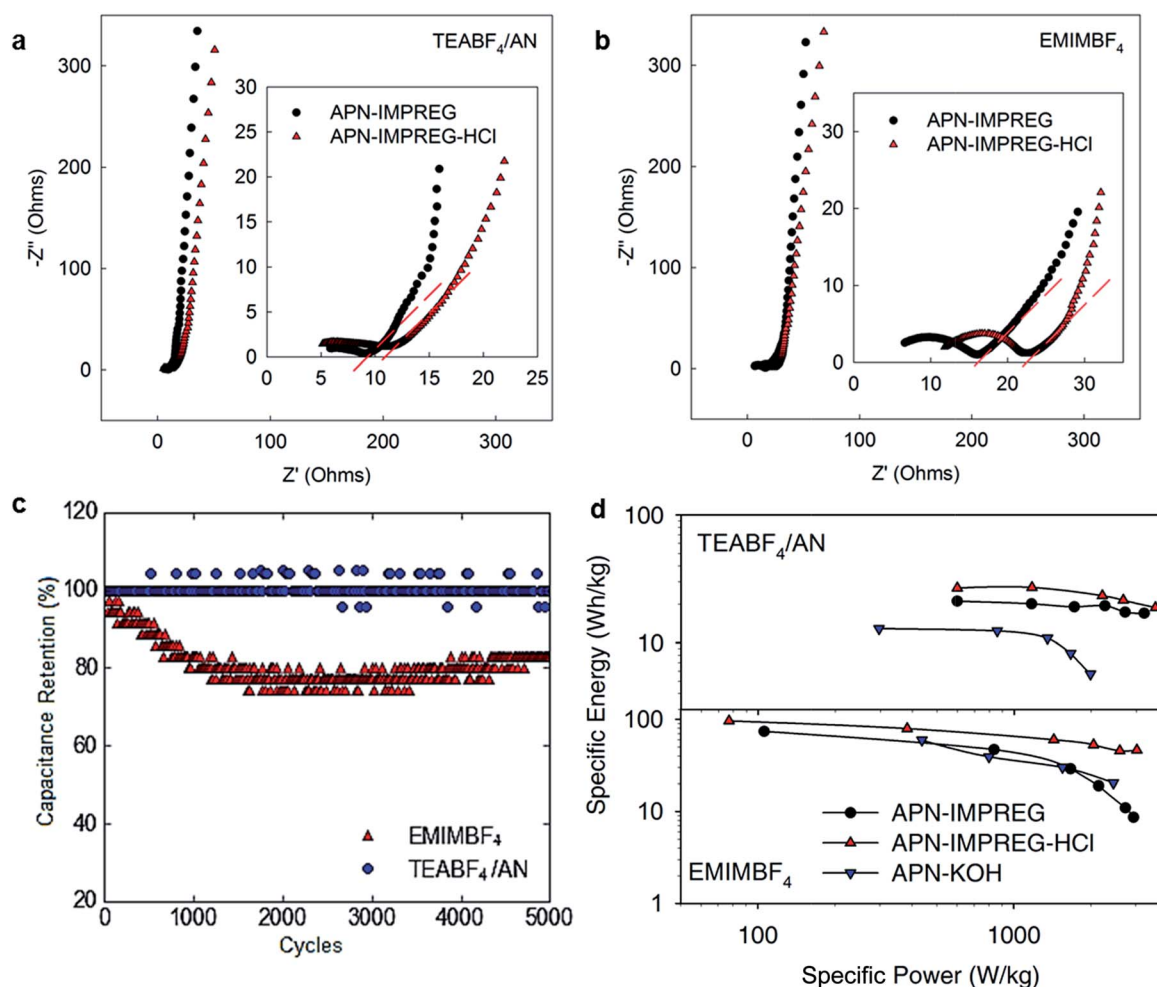 a
TEABF₄/AN
-Z" (Ohms)
300
200
100
0
0 100 200 300
Z' (Ohms)
30
25
20
15
10
5
0
0 5 10 15 20 25
APN-IMPREG
APN-IMPREG-HCl
b
EMIMBF₄
-Z" (Ohms)
300
200
100
0
0 100 200 300
Z' (Ohms)
30
20
10
0
0 10 20 30
APN-IMPREG
APN-IMPREG-HCl
c
Capacitance Retention (%)
120
100
80
60
40
20
0 1000 2000 3000 4000 5000
Cycles
EMIMBF₄
TEABF₄/AN
d
Specific Energy (Wh/kg)
100
10
TEABF₄/AN
100
10
1
APN-IMPREG
APN-IMPREG-HCl
APN-KOH
EMIMBF₄
100 1000
Specific Power (W/kg)